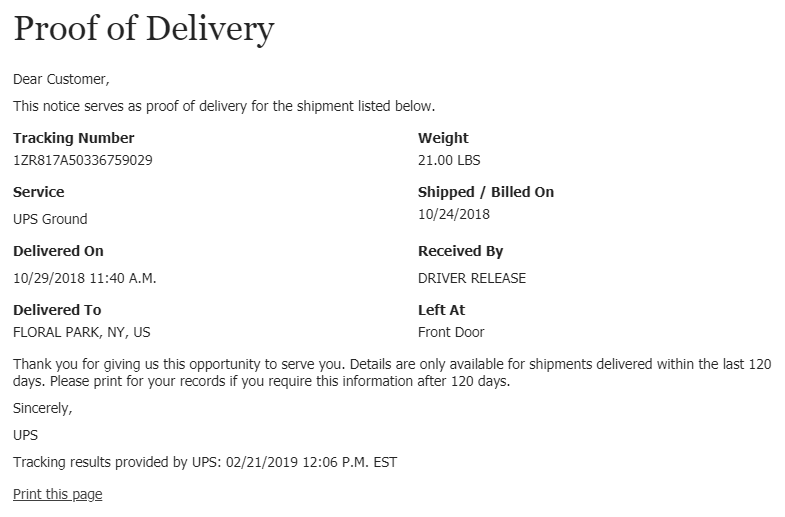 Proof of Delivery
Dear Customer,
This notice serves as proof of delivery for the shipment listed below.
Tracking Number
1ZR817A50336759029
Weight
21.00 LBS
Service
UPS Ground
Shipped / Billed On
10/24/2018
Delivered On
10/29/2018 11:40 A.M.
Received By
DRIVER RELEASE
Delivered To
FLORAL PARK, NY, US
Left At
Front Door
Thank you for giving us this opportunity to serve you. Details are only available for shipments delivered within the last 120
days. Please print for your records if you require this information after 120 days.
Sincerely,
UPS
Tracking results provided by UPS: 02/21/2019 12:06 P.M. EST
Print this page